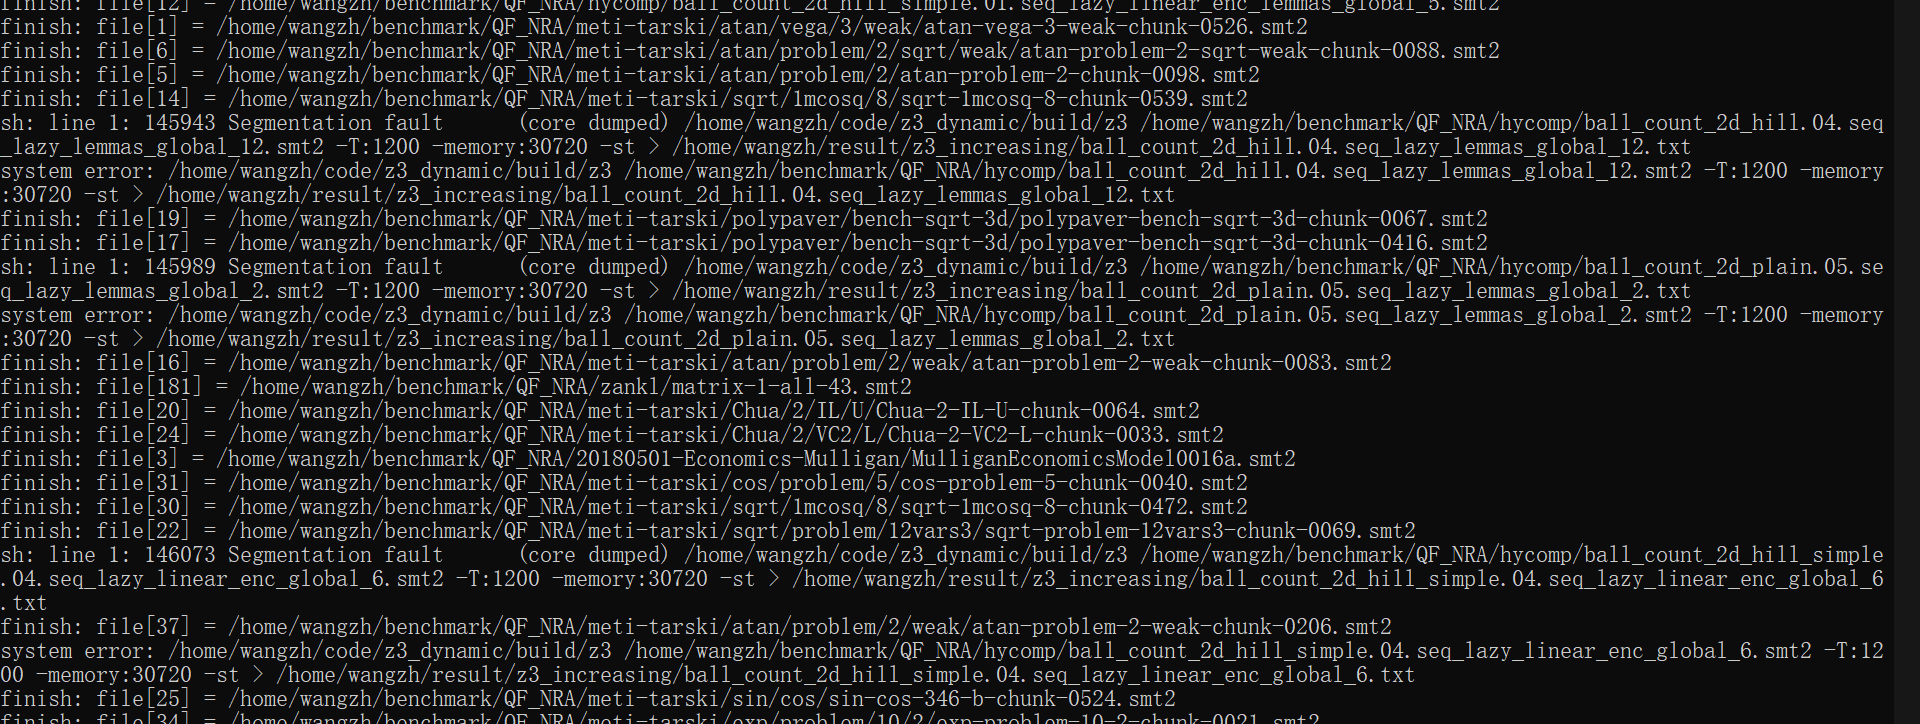 finish: file[12] = /home/wangzh/benchmark/QF_NRA/hycomp/ball_count_2d_hill_simple.01.seq_lazy_linear_enc_lemmas_global_5.smt2
finish: file[1] = /home/wangzh/benchmark/QF_NRA/meti-tarski/atan/vega/3/weak/atan-vega-3-weak-chunk-0526.smt2
finish: file[6] = /home/wangzh/benchmark/QF_NRA/meti-tarski/atan/problem/2/sqrt/weak/atan-problem-2-sqrt-weak-chunk-0088.smt2
finish: file[5] = /home/wangzh/benchmark/QF_NRA/meti-tarski/atan/problem/2/atan-problem-2-chunk-0098.smt2
finish: file[14] = /home/wangzh/benchmark/QF_NRA/meti-tarski/sqrt/1mcosq/8/sqrt-1mcosq-8-chunk-0539.smt2
sh: line 1: 145943 Segmentation fault      (core dumped) /home/wangzh/code/z3_dynamic/build/z3 /home/wangzh/benchmark/QF_NRA/hycomp/ball_count_2d_hill.04.seq
_lazy_lemmas_global_12.smt2 -T:1200 -memory:30720 -st > /home/wangzh/result/z3_increasing/ball_count_2d_hill.04.seq_lazy_lemmas_global_12.txt
system error: /home/wangzh/code/z3_dynamic/build/z3 /home/wangzh/benchmark/QF_NRA/hycomp/ball_count_2d_hill.04.seq_lazy_lemmas_global_12.smt2 -T:1200 -memory
:30720 -st > /home/wangzh/result/z3_increasing/ball_count_2d_hill.04.seq_lazy_lemmas_global_12.txt
finish: file[19] = /home/wangzh/benchmark/QF_NRA/meti-tarski/polypaver/bench-sqrt-3d/polypaver-bench-sqrt-3d-chunk-0067.smt2
finish: file[17] = /home/wangzh/benchmark/QF_NRA/meti-tarski/polypaver/bench-sqrt-3d/polypaver-bench-sqrt-3d-chunk-0416.smt2
sh: line 1: 145989 Segmentation fault      (core dumped) /home/wangzh/code/z3_dynamic/build/z3 /home/wangzh/benchmark/QF_NRA/hycomp/ball_count_2d_plain.05.se
q_lazy_lemmas_global_2.smt2 -T:1200 -memory:30720 -st > /home/wangzh/result/z3_increasing/ball_count_2d_plain.05.seq_lazy_lemmas_global_2.txt
system error: /home/wangzh/code/z3_dynamic/build/z3 /home/wangzh/benchmark/QF_NRA/hycomp/ball_count_2d_plain.05.seq_lazy_lemmas_global_2.smt2 -T:1200 -memory
:30720 -st > /home/wangzh/result/z3_increasing/ball_count_2d_plain.05.seq_lazy_lemmas_global_2.txt
finish: file[16] = /home/wangzh/benchmark/QF_NRA/meti-tarski/atan/problem/2/weak/atan-problem-2-weak-chunk-0083.smt2
finish: file[181] = /home/wangzh/benchmark/QF_NRA/zankl/matrix-1-all-43.smt2
finish: file[20] = /home/wangzh/benchmark/QF_NRA/meti-tarski/Chua/2/IL/U/Chua-2-IL-U-chunk-0064.smt2
finish: file[24] = /home/wangzh/benchmark/QF_NRA/meti-tarski/Chua/2/VC2/L/Chua-2-VC2-L-chunk-0033.smt2
finish: file[3] = /home/wangzh/benchmark/QF_NRA/20180501-Economics-Mulligan/MulliganEconomicsModel0016a.smt2
finish: file[31] = /home/wangzh/benchmark/QF_NRA/meti-tarski/cos/problem/5/cos-problem-5-chunk-0040.smt2
finish: file[30] = /home/wangzh/benchmark/QF_NRA/meti-tarski/sqrt/1mcosq/8/sqrt-1mcosq-8-chunk-0472.smt2
finish: file[22] = /home/wangzh/benchmark/QF_NRA/meti-tarski/sqrt/problem/12vars3/sqrt-problem-12vars3-chunk-0069.smt2
sh: line 1: 146073 Segmentation fault      (core dumped) /home/wangzh/code/z3_dynamic/build/z3 /home/wangzh/benchmark/QF_NRA/hycomp/ball_count_2d_hill_simple
.04.seq_lazy_linear_enc_global_6.smt2 -T:1200 -memory:30720 -st > /home/wangzh/result/z3_increasing/ball_count_2d_hill_simple.04.seq_lazy_linear_enc_global_6
.txt
finish: file[37] = /home/wangzh/benchmark/QF_NRA/meti-tarski/atan/problem/2/weak/atan-problem-2-weak-chunk-0206.smt2
system error: /home/wangzh/code/z3_dynamic/build/z3 /home/wangzh/benchmark/QF_NRA/hycomp/ball_count_2d_hill_simple.04.seq_lazy_linear_enc_global_6.smt2 -T:12
00 -memory:30720 -st > /home/wangzh/result/z3_increasing/ball_count_2d_hill_simple.04.seq_lazy_linear_enc_global_6.txt
finish: file[25] = /home/wangzh/benchmark/QF_NRA/meti-tarski/sin/cos/sin-cos-346-b-chunk-0524.smt2
finish: file[34] = /home/wangzh/benchmark/QF_NRA/meti-tarski/exp/problem/10/2/exp-problem-10-2-chunk-0021.smt2